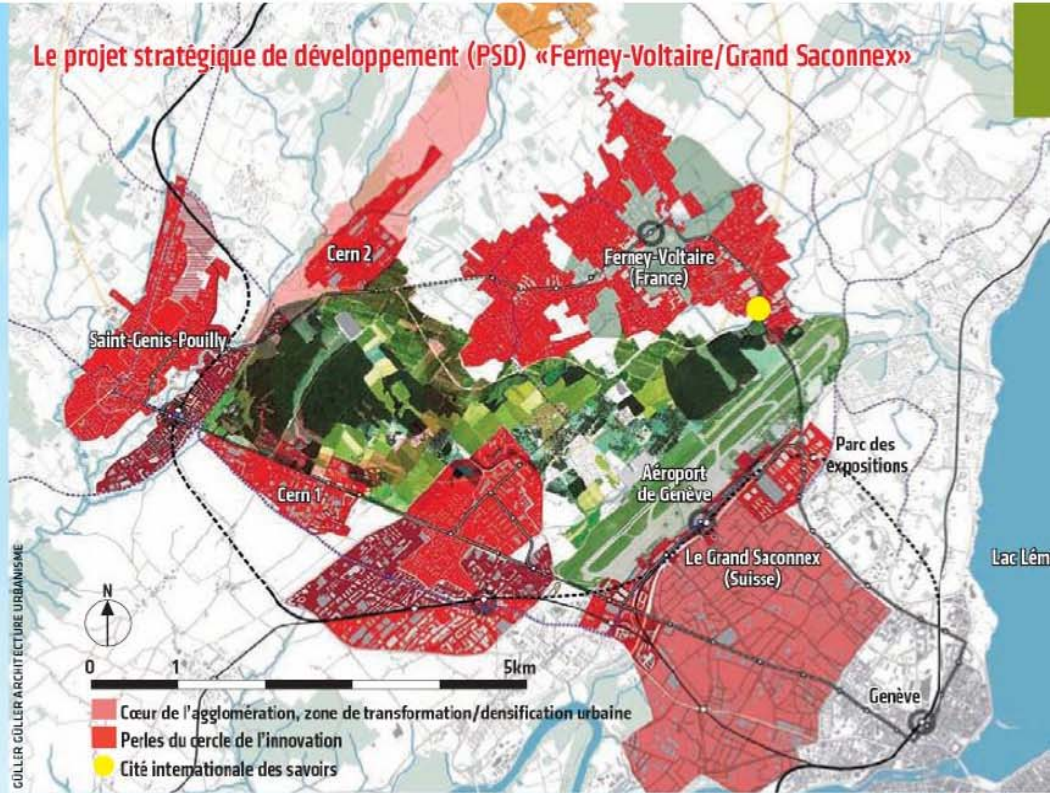 Le projet stratégique de développement (PSD) «Ferney-Voltaire/Grand Saconnex»
Cern 2
Ferney-Voltaire
(France)
Saint-Genis-Pouilly
Parc des
expositions
Aéroport
de Genève
Cern 1
Le Grand Saconnex
(Suisse)
Lac Lém
N
0 1 5km
Genève
Cœur de l'agglomération, zone de transformation/densification urbaine
Perles du cercle de l'innovation
Cité internationale des savoirs
GÜLLER GÜLLER ARCHITECTURE URBANISME